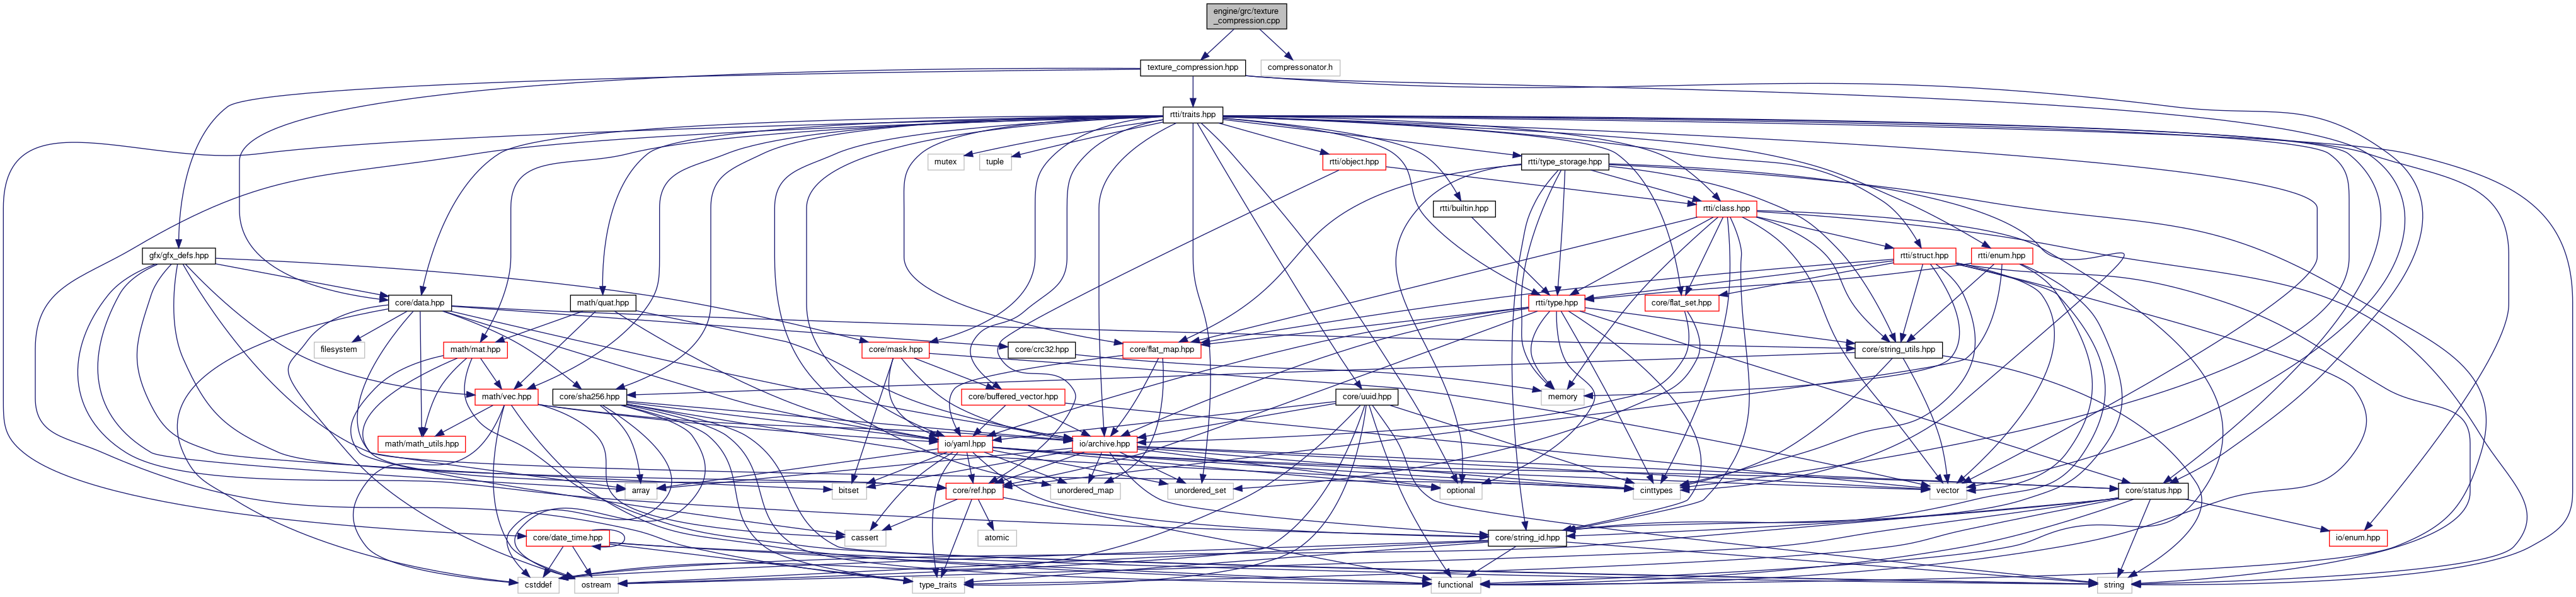 engine/grc/texture
_compression.cpp
texture_compression.hpp
compressonator.h
rtti/traits.hpp
mutex
tuple
rtti/object.hpp
rtti/type_storage.hpp
rtti/builtin.hpp
rtti/class.hpp
gfx/gfx_defs.hpp
rtti/struct.hpp
rtti/enum.hpp
core/data.hpp
math/quat.hpp
rtti/type.hpp
core/flat_set.hpp
filesystem
math/mat.hpp
core/mask.hpp
core/crc32.hpp
core/flat_map.hpp
core/string_utils.hpp
math/vec.hpp
core/sha256.hpp
core/buffered_vector.hpp
core/uuid.hpp
memory
math/math_utils.hpp
io/yaml.hpp
io/archive.hpp
array
bitset
core/ref.hpp
unordered_map
unordered_set
optional
cinttypes
vector
core/status.hpp
core/date_time.hpp
cassert
atomic
core/string_id.hpp
io/enum.hpp
cstddef
ostream
type_traits
functional
string